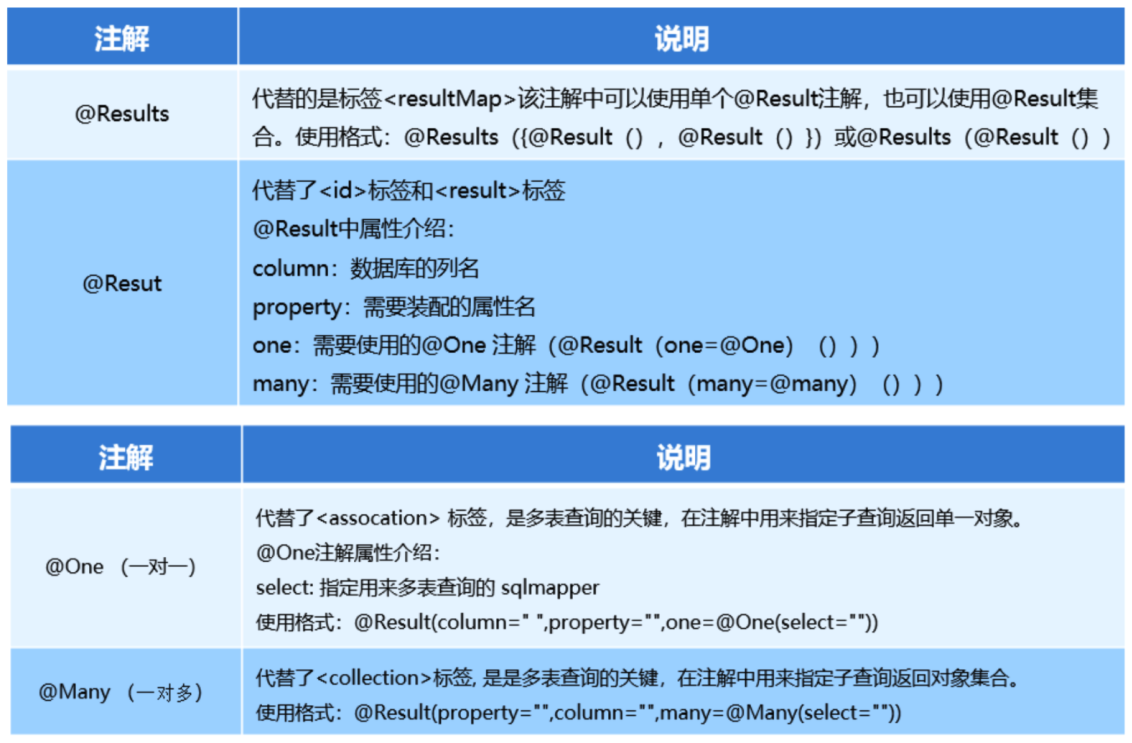 注解 说明
@Results
代替的是标签<resultMap>该注解中可以使用单个@Result注解，也可以使用@Result集
合。使用格式：@Results（{@Result（），@Result（）}）或@Results（@Result（））
@Resut
代替了<id>标签和<result>标签
@Result中属性介绍：
column：数据库的列名
property：需要装配的属性名
one：需要使用的@One 注解（@Result（one=@One）（）））
many：需要使用的@Many 注解（@Result（many=@many）（）））
注解 说明
@One （一对一）
代替了<assocation> 标签，是多表查询的关键，在注解中用来指定子查询返回单一对象。
@One注解属性介绍：
select: 指定用来多表查询的 sqlmapper
使用格式：@Result(column=" ",property="",one=@One(select=""))
@Many （一对多）
代替了<collection>标签, 是是多表查询的关键，在注解中用来指定子查询返回对象集合。
使用格式：@Result(property="",column="",many=@Many(select=""))